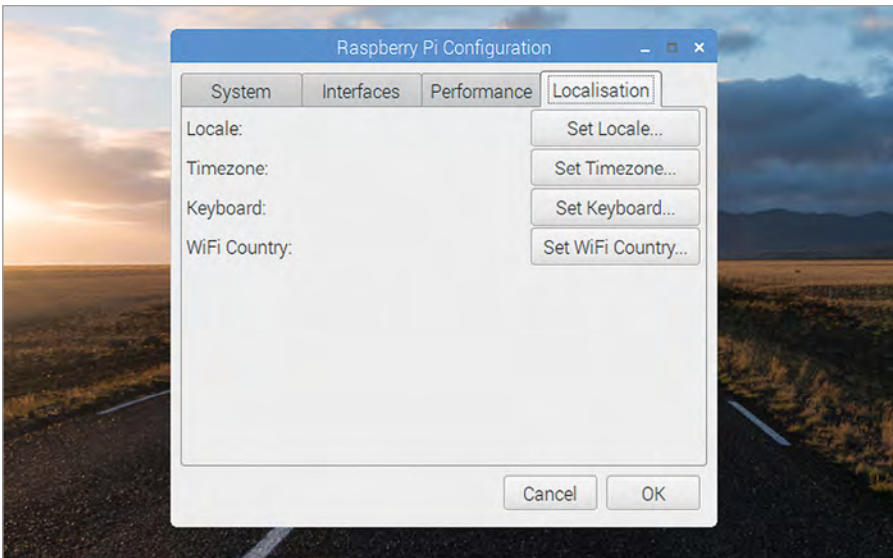 Raspberry Pi Configuration
System Interfaces Performance Localisation
Locale: Set Locale...
Timezone: Set Timezone...
Keyboard: Set Keyboard...
WiFi Country: Set WiFi Country...
Cancel OK